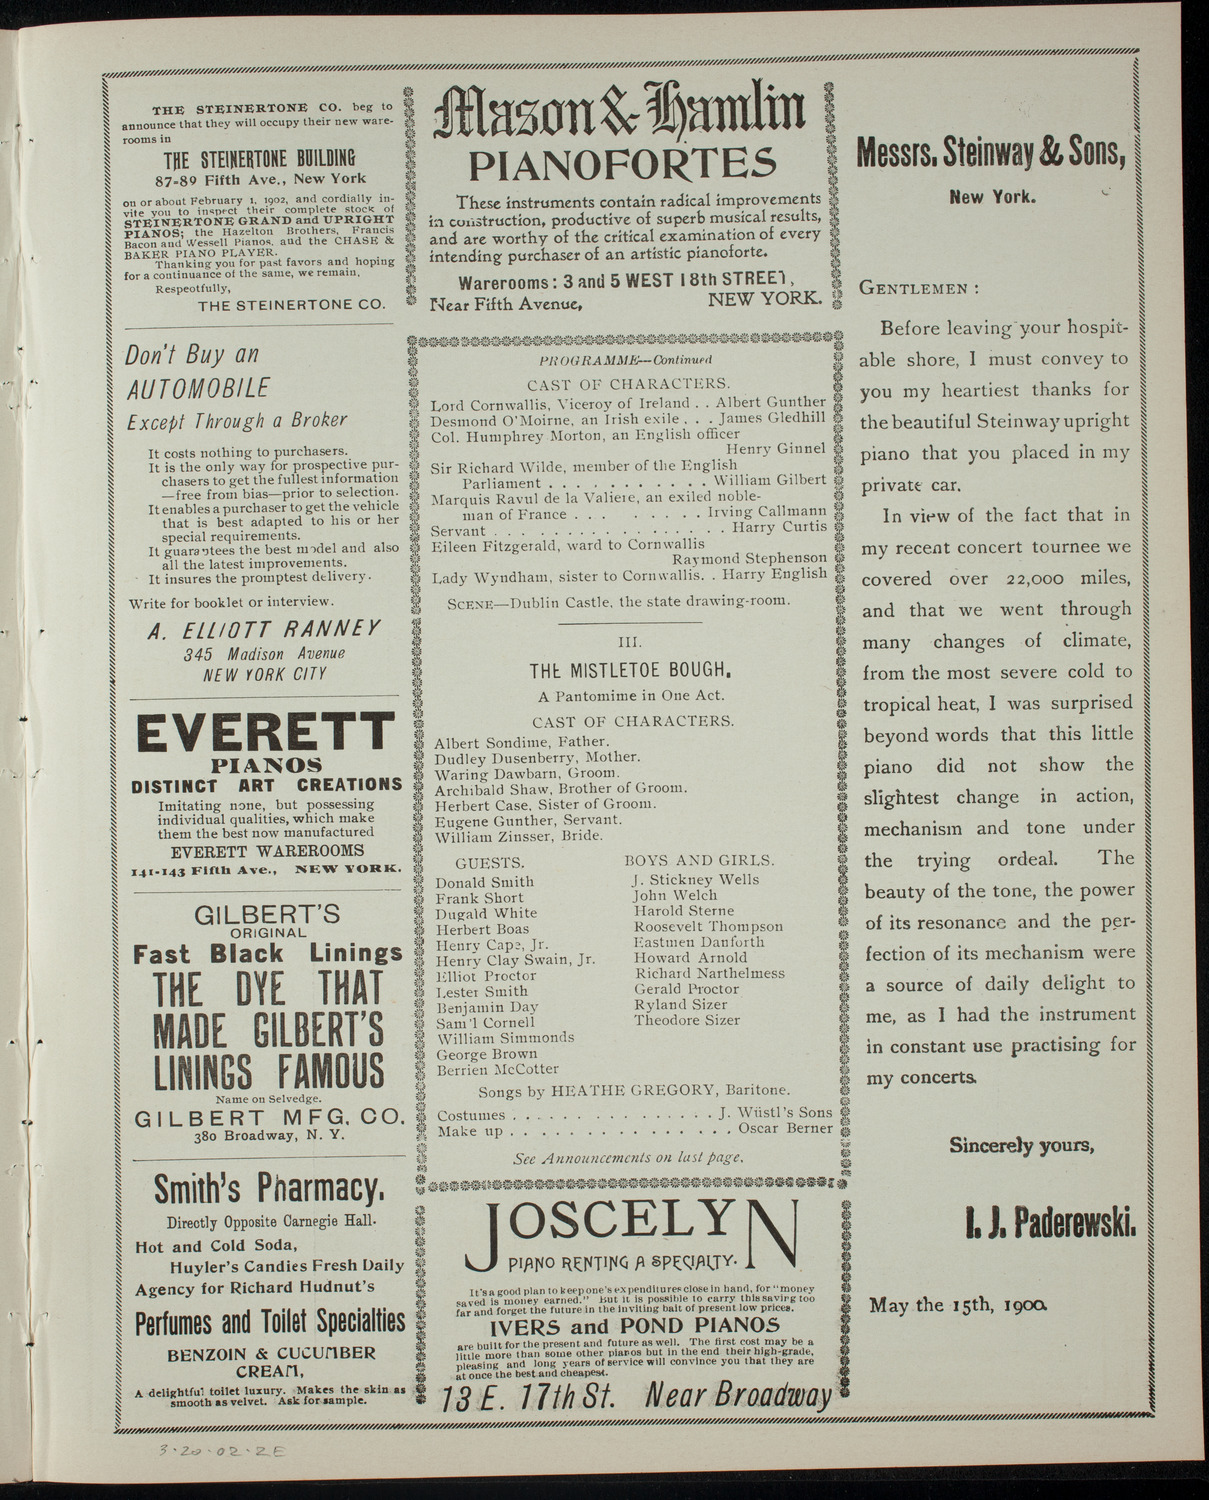 THE STEINERTONE CO. beg to
announce that they will occupy their new ware-
rooms in
THE STEINERTONE BUILDING
87-89 Fifth Ave., New York
on or about February 1, 1902, and cordially in-
vite you to inspect their complete stock of
STEINERTONE GRAND and UPRIGHT
PIANOS; the Hazelton Brothers, Francis
Bacon and Wessell Pianos, and the CHASE &
BAKER PIANO PLAYER.
Thanking you for past favors and hoping
for a continuance of the same, we remain,
Respectfully,
THE STEINERTONE CO.
Don't Buy an
AUTOMOBILE
Except Through a Broker
It costs nothing to purchasers.
It is the only way for prospective pur-
chasers to get the fullest information
—free from bias—prior to selection.
It enables a purchaser to get the vehicle
that is best adapted to his or her
special requirements.
It guarantees the best model and also
all the latest improvements.
It insures the promptest delivery.
Write for booklet or interview.
A. ELLIOTT RANNEY
345 Madison Avenue
NEW YORK CITY
EVERETT
PIANOS
DISTINCT ART CREATIONS
Imitating none, but possessing
individual qualities, which make
them the best now manufactured
EVERETT WAREROOMS
141-143 Fifth Ave., NEW YORK.
GILBERT'S
ORIGINAL
Fast Black Linings
THE DYE THAT
MADE GILBERT'S
LININGS FAMOUS
Name on Selvedge.
GILBERT MFG. CO.
380 Broadway, N. Y.
Smith's Pharmacy.
Directly Opposite Carnegie Hall.
Hot and Cold Soda,
Huyler's Candies Fresh Daily
Agency for Richard Hudnut's
Perfumes and Toilet Specialties
BENZOIN & CUCUMBER
CREAM,
A delightful toilet luxury. Makes the skin as
smooth as velvet. Ask for sample.
Mason & Hamlin
PIANOFORTES
These instruments contain radical improvements
in construction, productive of superb musical results,
and are worthy of the critical examination of every
intending purchaser of an artistic pianoforte.
Warerooms: 3 and 5 WEST 18th STREET,
Near Fifth Avenue, NEW YORK.
PROGRAMME—Continued
CAST OF CHARACTERS.
Lord Cornwallis, Viceroy of Ireland . . Albert Gunther
Desmond O'Moirne, an Irish exile . . . James Gledhill
Col. Humphrey Morton, an English officer
Henry Ginnel
Sir Richard Wilde, member of the English
Parliament . . . . . . . . . . . William Gilbert
Marquis Ravul de la Valiere, an exiled noble-
man of France . . . . . . . . Irving Callmann
Servant . . . . . . . . . . . . . . . . Harry Curtis
Eileen Fitzgerald, ward to Cornwallis
Raymond Stephenson
Lady Wyndham, sister to Cornwallis. . Harry English
SCENE—Dublin Castle, the state drawing-room.
III.
THE MISTLETOE BOUGH.
A Pantomime in One Act.
CAST OF CHARACTERS.
Albert Sondime, Father.
Dudley Dusenberry, Mother.
Waring Dawbarn, Groom.
Archibald Shaw, Brother of Groom.
Herbert Case, Sister of Groom.
Eugene Gunther, Servant.
William Zinsser, Bride.
GUESTS.
Donald Smith
Frank Short
Dugald White
Herbert Boas
Henry Cape, Jr.
Henry Clay Swain, Jr.
Elliot Proctor
Lester Smith
Benjamin Day
Sam'l Cornell
William Simmonds
George Brown
Berrien McCotter
BOYS AND GIRLS.
J. Stickney Wells
John Welch
Harold Sterne
Roosevelt Thompson
Eastmen Danforth
Howard Arnold
Richard Narthelmess
Gerald Proctor
Ryland Sizer
Theodore Sizer
Songs by HEATHE GREGORY, Baritone.
Costumes . . . . . . . . . . . . . . . J. Wüstl's Sons
Make up . . . . . . . . . . . . . . . . Oscar Berner
See Announcements on last page.
JOSCELYN
PIANO RENTING A SPECIALTY.
It's a good plan to keep one's expenditures close in hand, for "money
saved is money earned." But it is possible to carry this saving too
far and forget the future in the inviting bait of present low prices.
IVERS and POND PIANOS
are built for the present and future as well. The first cost may be a
little more than some other pianos but in the end their high-grade,
pleasing and long years of service will convince you that they are
at once the best and cheapest.
13 E. 17th St. Near Broadway
Messrs. Steinway & Sons,
New York.
GENTLEMEN:
Before leaving your hospit-
able shore, I must convey to
you my heartiest thanks for
the beautiful Steinway upright
piano that you placed in my
private car.
In view of the fact that in
my recent concert tournee we
covered over 22,000 miles,
and that we went through
many changes of climate,
from the most severe cold to
tropical heat, I was surprised
beyond words that this little
piano did not show the
slightest change in action,
mechanism and tone under
the trying ordeal. The
beauty of the tone, the power
of its resonance and the per-
fection of its mechanism were
a source of daily delight to
me, as I had the instrument
in constant use practising for
my concerts.
Sincerely yours,
I. J. Paderewski.
May the 15th, 1900.
3-20-02-2E